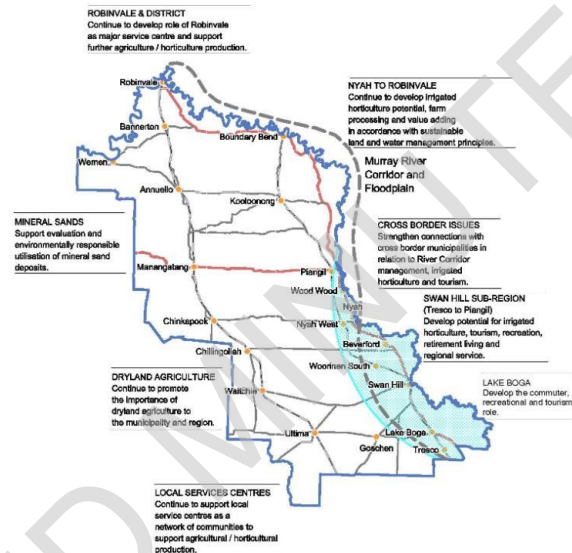 ROBINVALE & DISTRICT
Continue to develop role of Robinvale
as major service centre and support
further agriculture / horticulture production.
Robinvale
NYAH TO ROBINVALE
Continue to develop irrigated
horticulture potential, farm
processing and value adding
in accordance with sustainable
land and water management principles.
Bannerton
Boundary Bend
Murray River
Corridor and
Floodplain
Wemen
Annuello
Kooloonong
MINERAL SANDS
Support evaluation and
environmentally responsible
utilisation of mineral sand
deposits.
CROSS BORDER ISSUES
Strengthen connections with
cross border municipalities in
relation to River Corridor
management, irrigated
horticulture and tourism.
Manangatang
Piangil
Wood Wood
Nyah
SWAN HILL SUB-REGION
(Tresco to Piangil)
Develop potential for irrigated
horticulture, tourism, recreation,
retirement living and
regional service.
Chinkapook
Nyah West
Beverford
Chillingollah
Woorinen South
Swan Hill
LAKE BOGA
Develop the commuter,
recreational and tourism
role.
DRYLAND AGRICULTURE
Continue to promote
the importance of
dryland agriculture to
the municipality and region.
Waitchie
Ultima
Lake Boga
Goschen
Tresco
LOCAL SERVICES CENTRES
Continue to support local
service centres as a
network of communities to
support agricultural / horticultural
production.